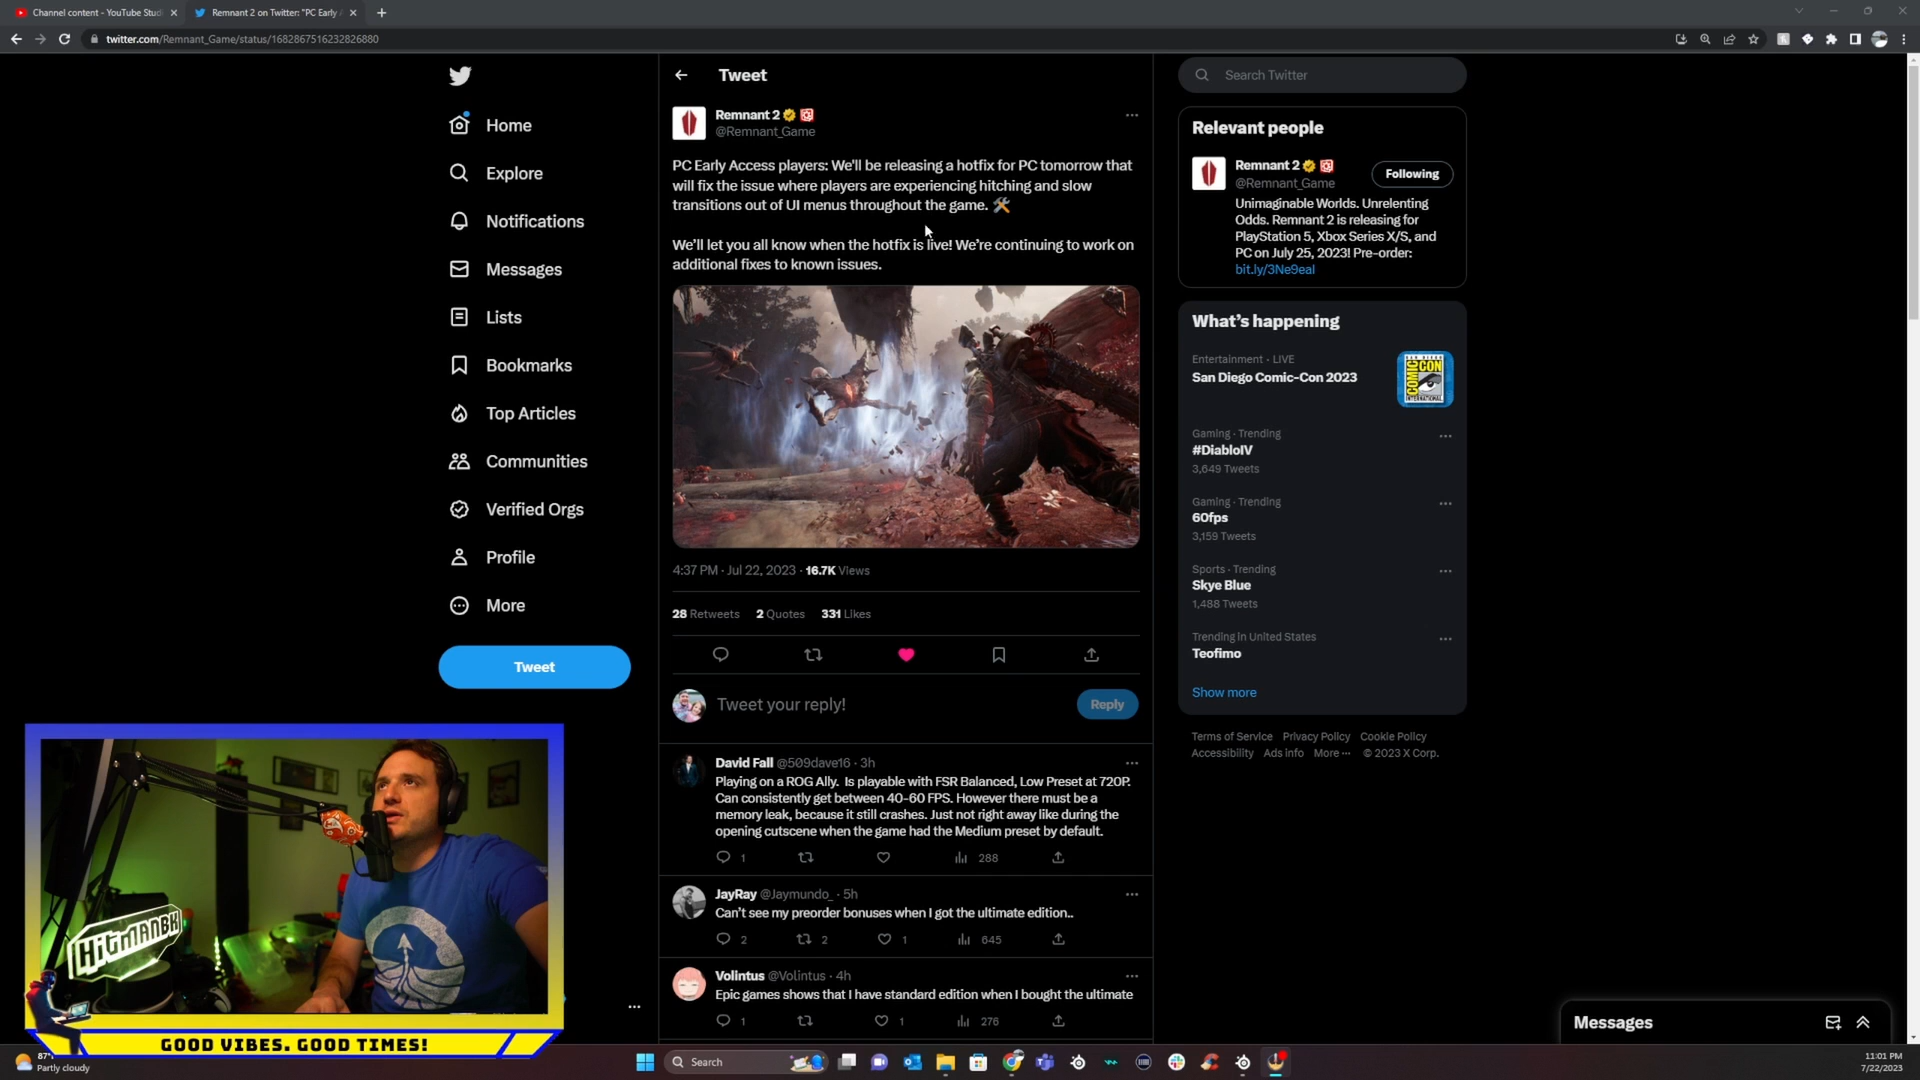 Channel content - YouTube Studi
Remnant 2 on Twitter: "PC Early A
twitter.com/Remnant_Game/status/1682867516232826880
Home
Explore
Notifications
Messages
Lists
Bookmarks
Top Articles
Communities
Verified Orgs
Profile
More
Tweet
Tweet
Remnant 2
@Remnant_Game
PC Early Access players: We'll be releasing a hotfix for PC tomorrow that
will fix the issue where players are experiencing hitching and slow
transitions out of UI menus throughout the game.
We'll let you all know when the hotfix is live! We're continuing to work on
additional fixes to known issues.
4:37 PM · Jul 22, 2023 · 16.7K Views
28 Retweets 2 Quotes 331 Likes
Tweet your reply!
Reply
David Fall @509dave16 · 3h
Playing on a ROG Ally. Is playable with FSR Balanced, Low Preset at 720P.
Can consistently get between 40-60 FPS. However there must be a
memory leak, because it still crashes. Just not right away like during the
opening cutscene when the game had the Medium preset by default.
1 288
JayRay @Jaymundo_ · 5h
Can't see my preorder bonuses when I got the ultimate edition..
2 2 1 645
Volintus @Volintus · 4h
Epic games shows that I have standard edition when I bought the ultimate
1 1 276
Search Twitter
Relevant people
Remnant 2
@Remnant_Game
Following
Unimaginable Worlds. Unrelenting
Odds. Remnant 2 is releasing for
PlayStation 5, Xbox Series X/S, and
PC on July 25, 2023! Pre-order:
bit.ly/3Ne9eal
What's happening
Entertainment · LIVE
San Diego Comic-Con 2023
COMIC CON
INTERNATIONAL
Gaming · Trending
#DiabloIV
3,649 Tweets
Gaming · Trending
60fps
3,159 Tweets
Sports · Trending
Skye Blue
1,488 Tweets
Trending in United States
Teofimo
Show more
Terms of Service Privacy Policy Cookie Policy
Accessibility Ads info More ··· © 2023 X Corp.
HitmanBK
GOOD VIBES. GOOD TIMES!
Messages
87°
Partly cloudy
Search
11:01 PM
7/22/2023